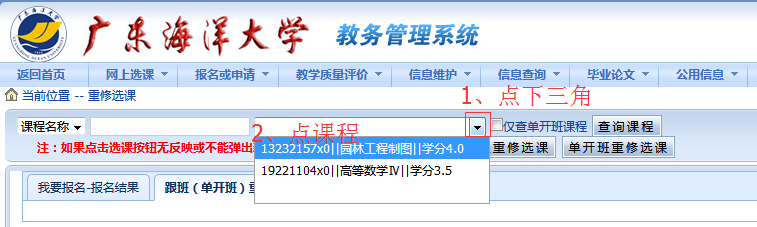 广东海洋大学 教务管理系统
返回首页 网上选课 报名或申请 教学质量评价 信息维护 信息查询 毕业论文 公用信息
当前位置 -- 重修选课
1、点下三角
课程名称 仅查单开班课程 查询课程
2、点课程
注：如果点击选课按钮无反映或不能弹出 重修选课 单开班重修选课
13232157x0||园林工程制图||学分4.0
19221104x0||高等数学Ⅳ||学分3.5
我要报名-报名结果 跟班（单开班）重